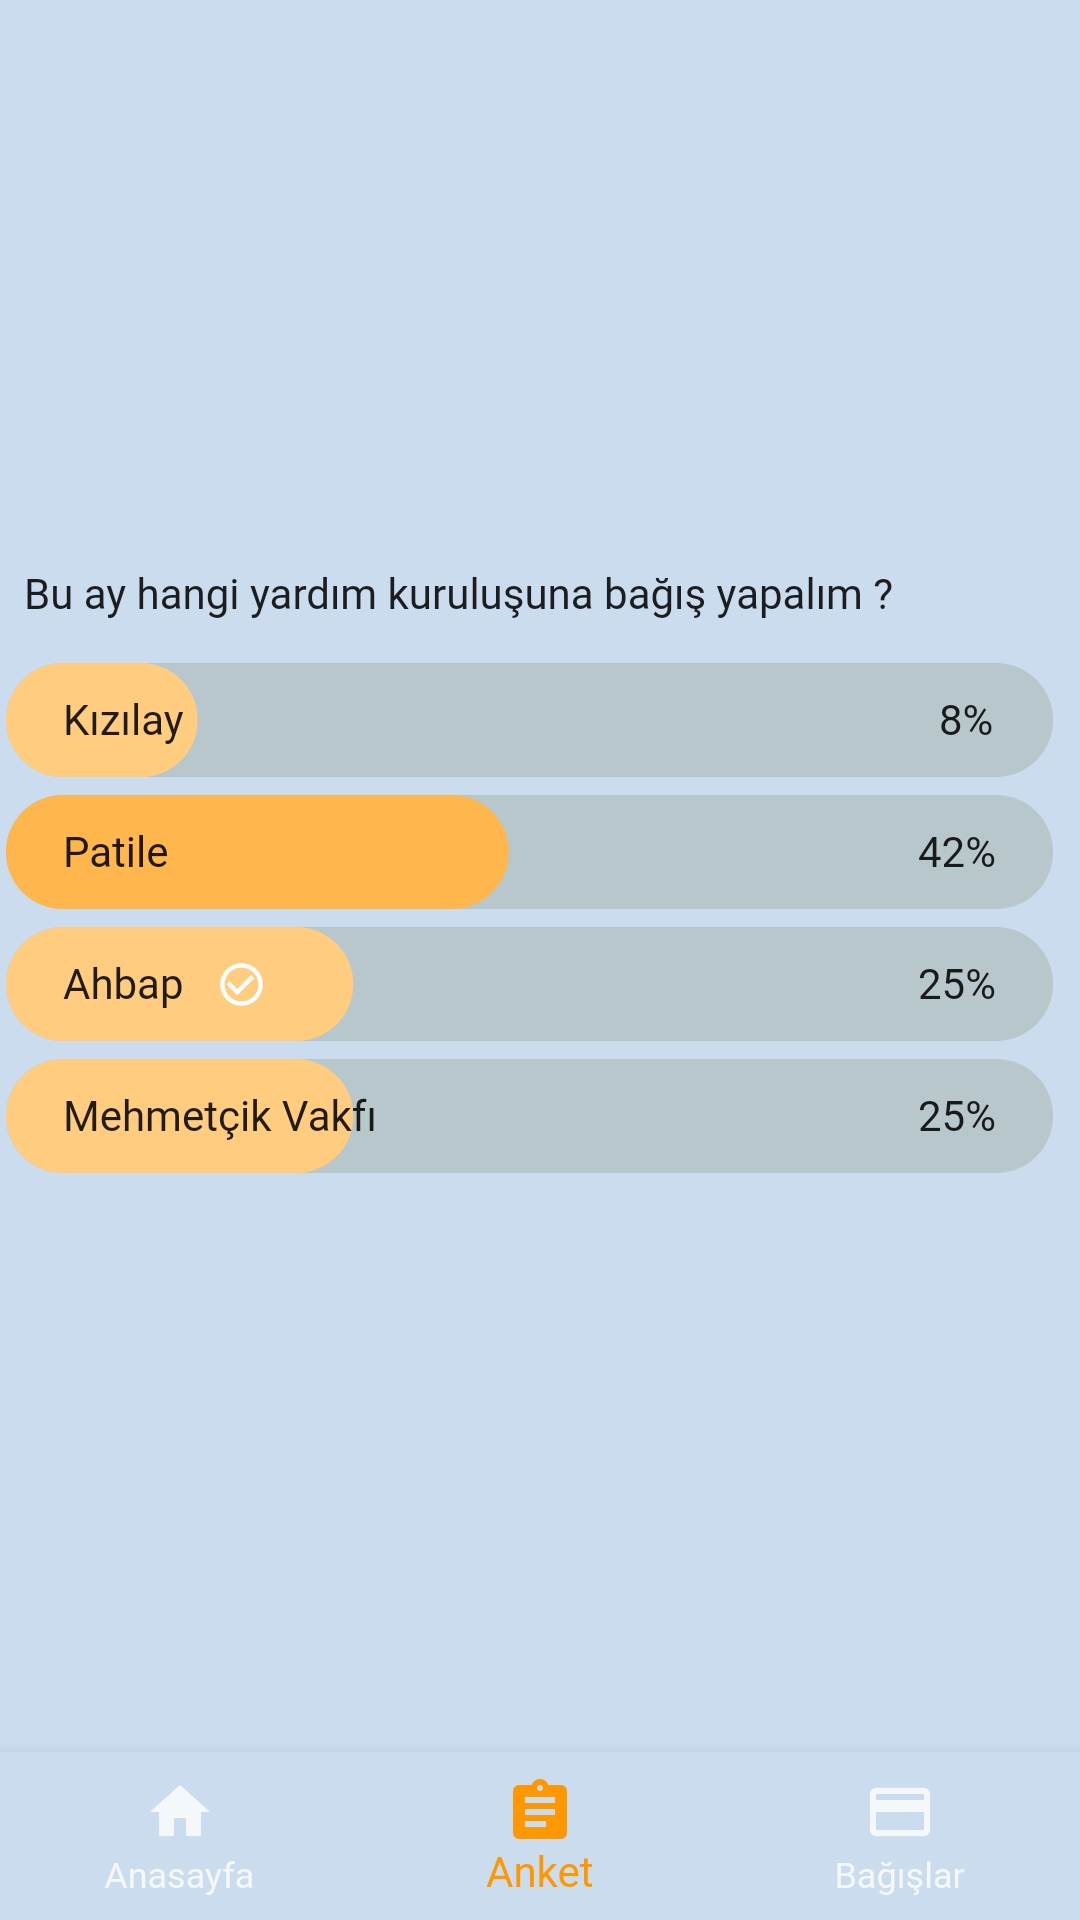 Bu ay hangi yardım kuruluşuna bağış yapalım ?
Kızılay 8%
Patile 42%
Ahbap 25%
Mehmetçik Vakfı 25%
Anasayfa Anket Bağışlar